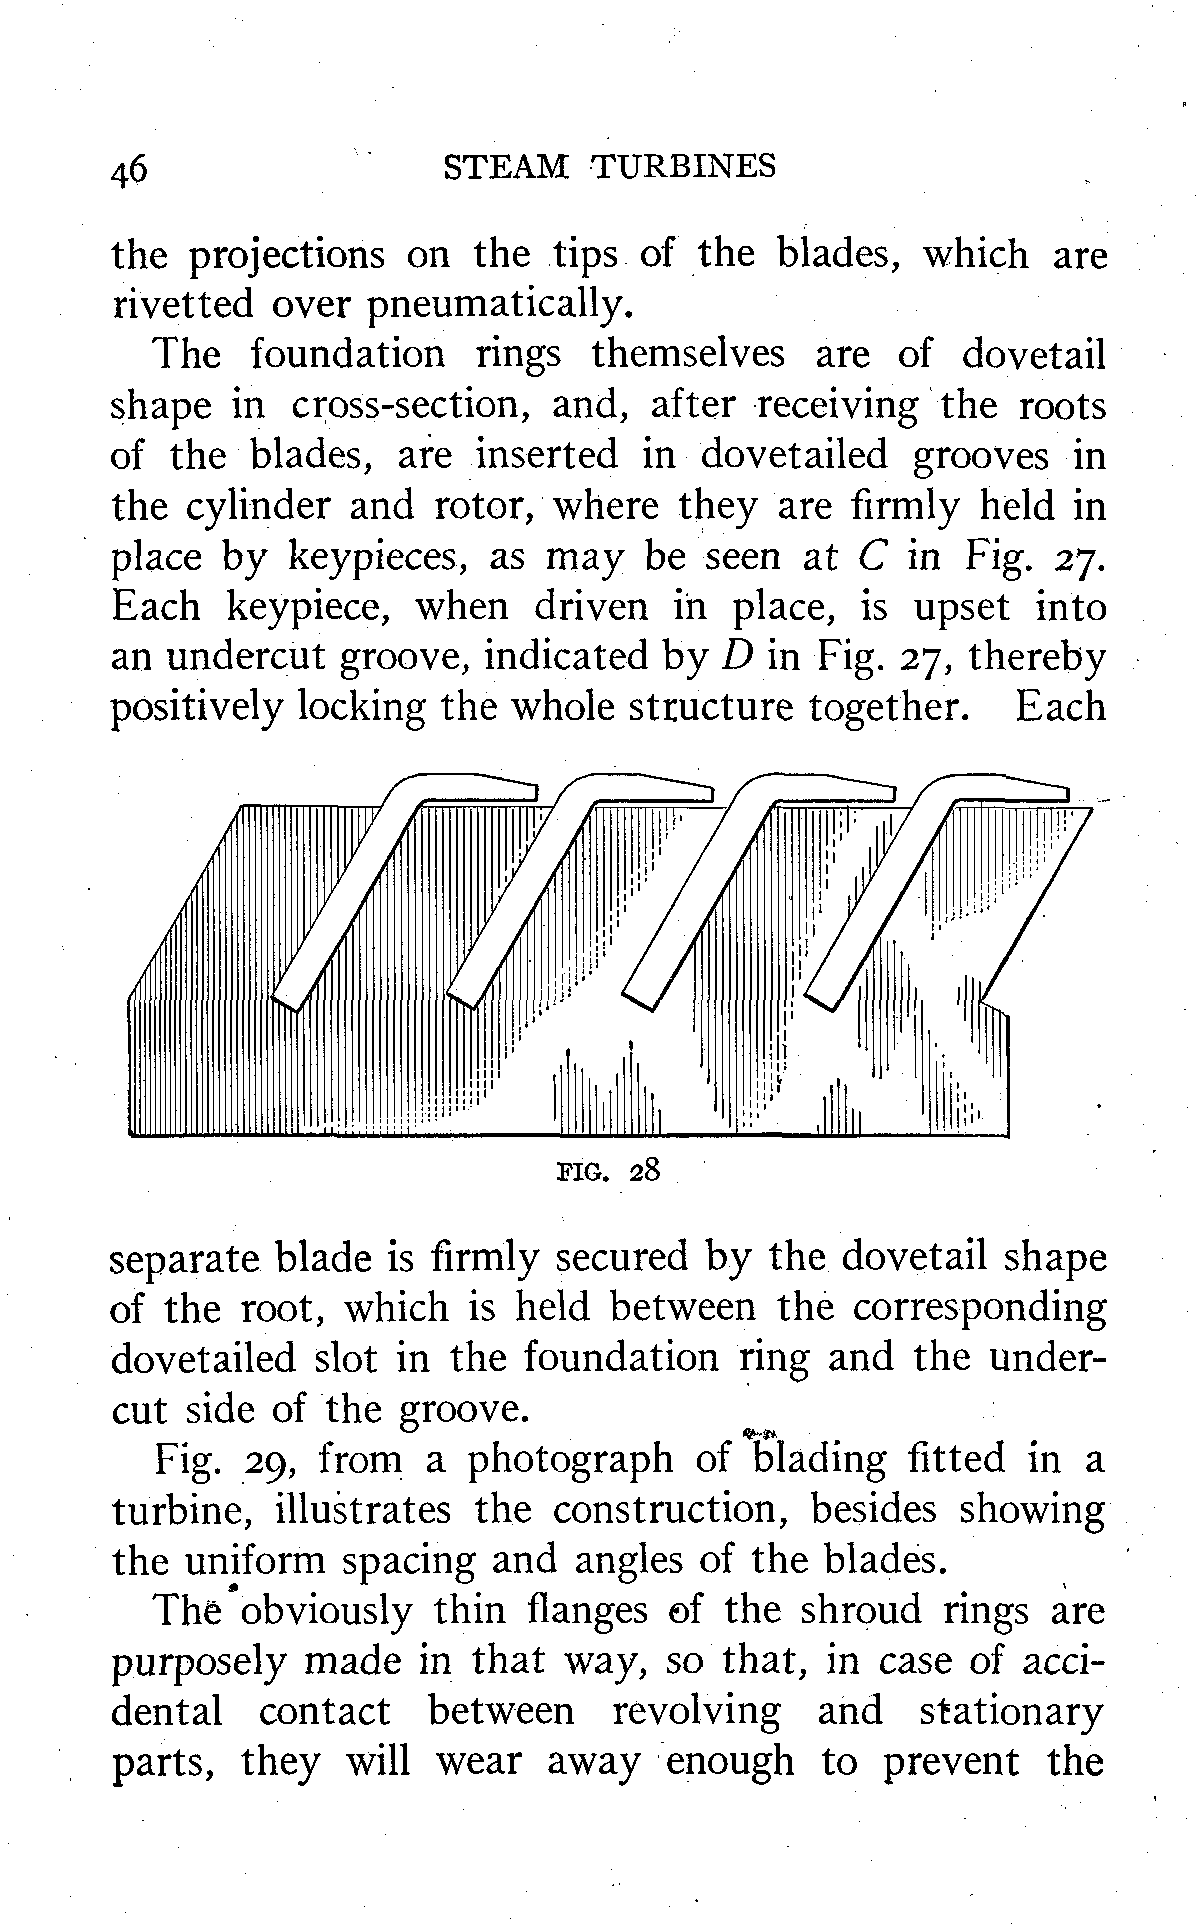 46 STEAM TURBINES
the projections on the tips of the blades, which are
rivetted over pneumatically.
The foundation rings themselves are of dovetail
shape in cross-section, and, after receiving the roots
of the blades, are inserted in dovetailed grooves in
the cylinder and rotor, where they are firmly held in
place by keypieces, as may be seen at C in Fig. 27.
Each keypiece, when driven in place, is upset into
an undercut groove, indicated by D in Fig. 27, thereby
positively locking the whole structure together. Each
FIG. 28
separate blade is firmly secured by the dovetail shape
of the root, which is held between the corresponding
dovetailed slot in the foundation ring and the under-
cut side of the groove.
Fig. 29, from a photograph of blading fitted in a
turbine, illustrates the construction, besides showing
the uniform spacing and angles of the blades.
The obviously thin flanges of the shroud rings are
purposely made in that way, so that, in case of acci-
dental contact between revolving and stationary
parts, they will wear away enough to prevent the